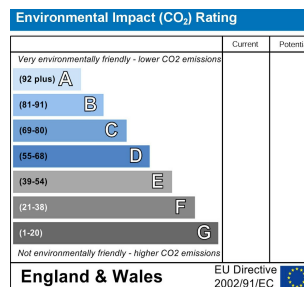 Environmental Impact (CO₂) Rating
Current Potenti
Very environmentally friendly - lower CO2 emissions
(92 plus) A
(81-91) B
(69-80) C
(55-68) D
(39-54) E
(21-38) F
(1-20) G
Not environmentally friendly - higher CO2 emissions
England & Wales
EU Directive
2002/91/EC